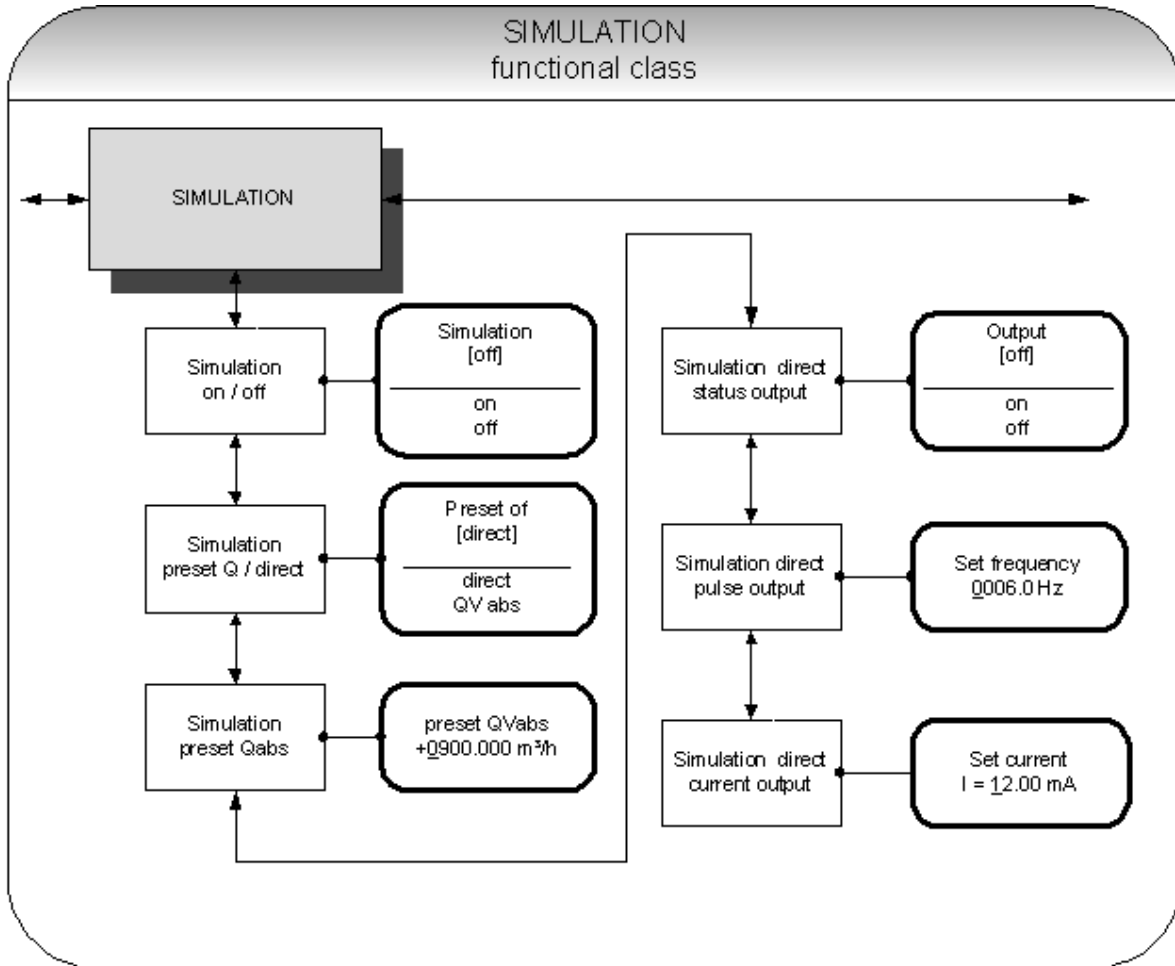 SIMULATION
functional class
SIMULATION
Simulation
on / off
Simulation
[off]
on
off
Simulation
preset Q / direct
Preset of
[direct]
direct
QV abs
Simulation
preset Qabs
preset QVabs
+0900.000 m³/h
Simulation direct
status output
Output
[off]
on
off
Simulation direct
pulse output
Set frequency
0006.0 Hz
Simulation direct
current output
Set current
I = 12.00 mA